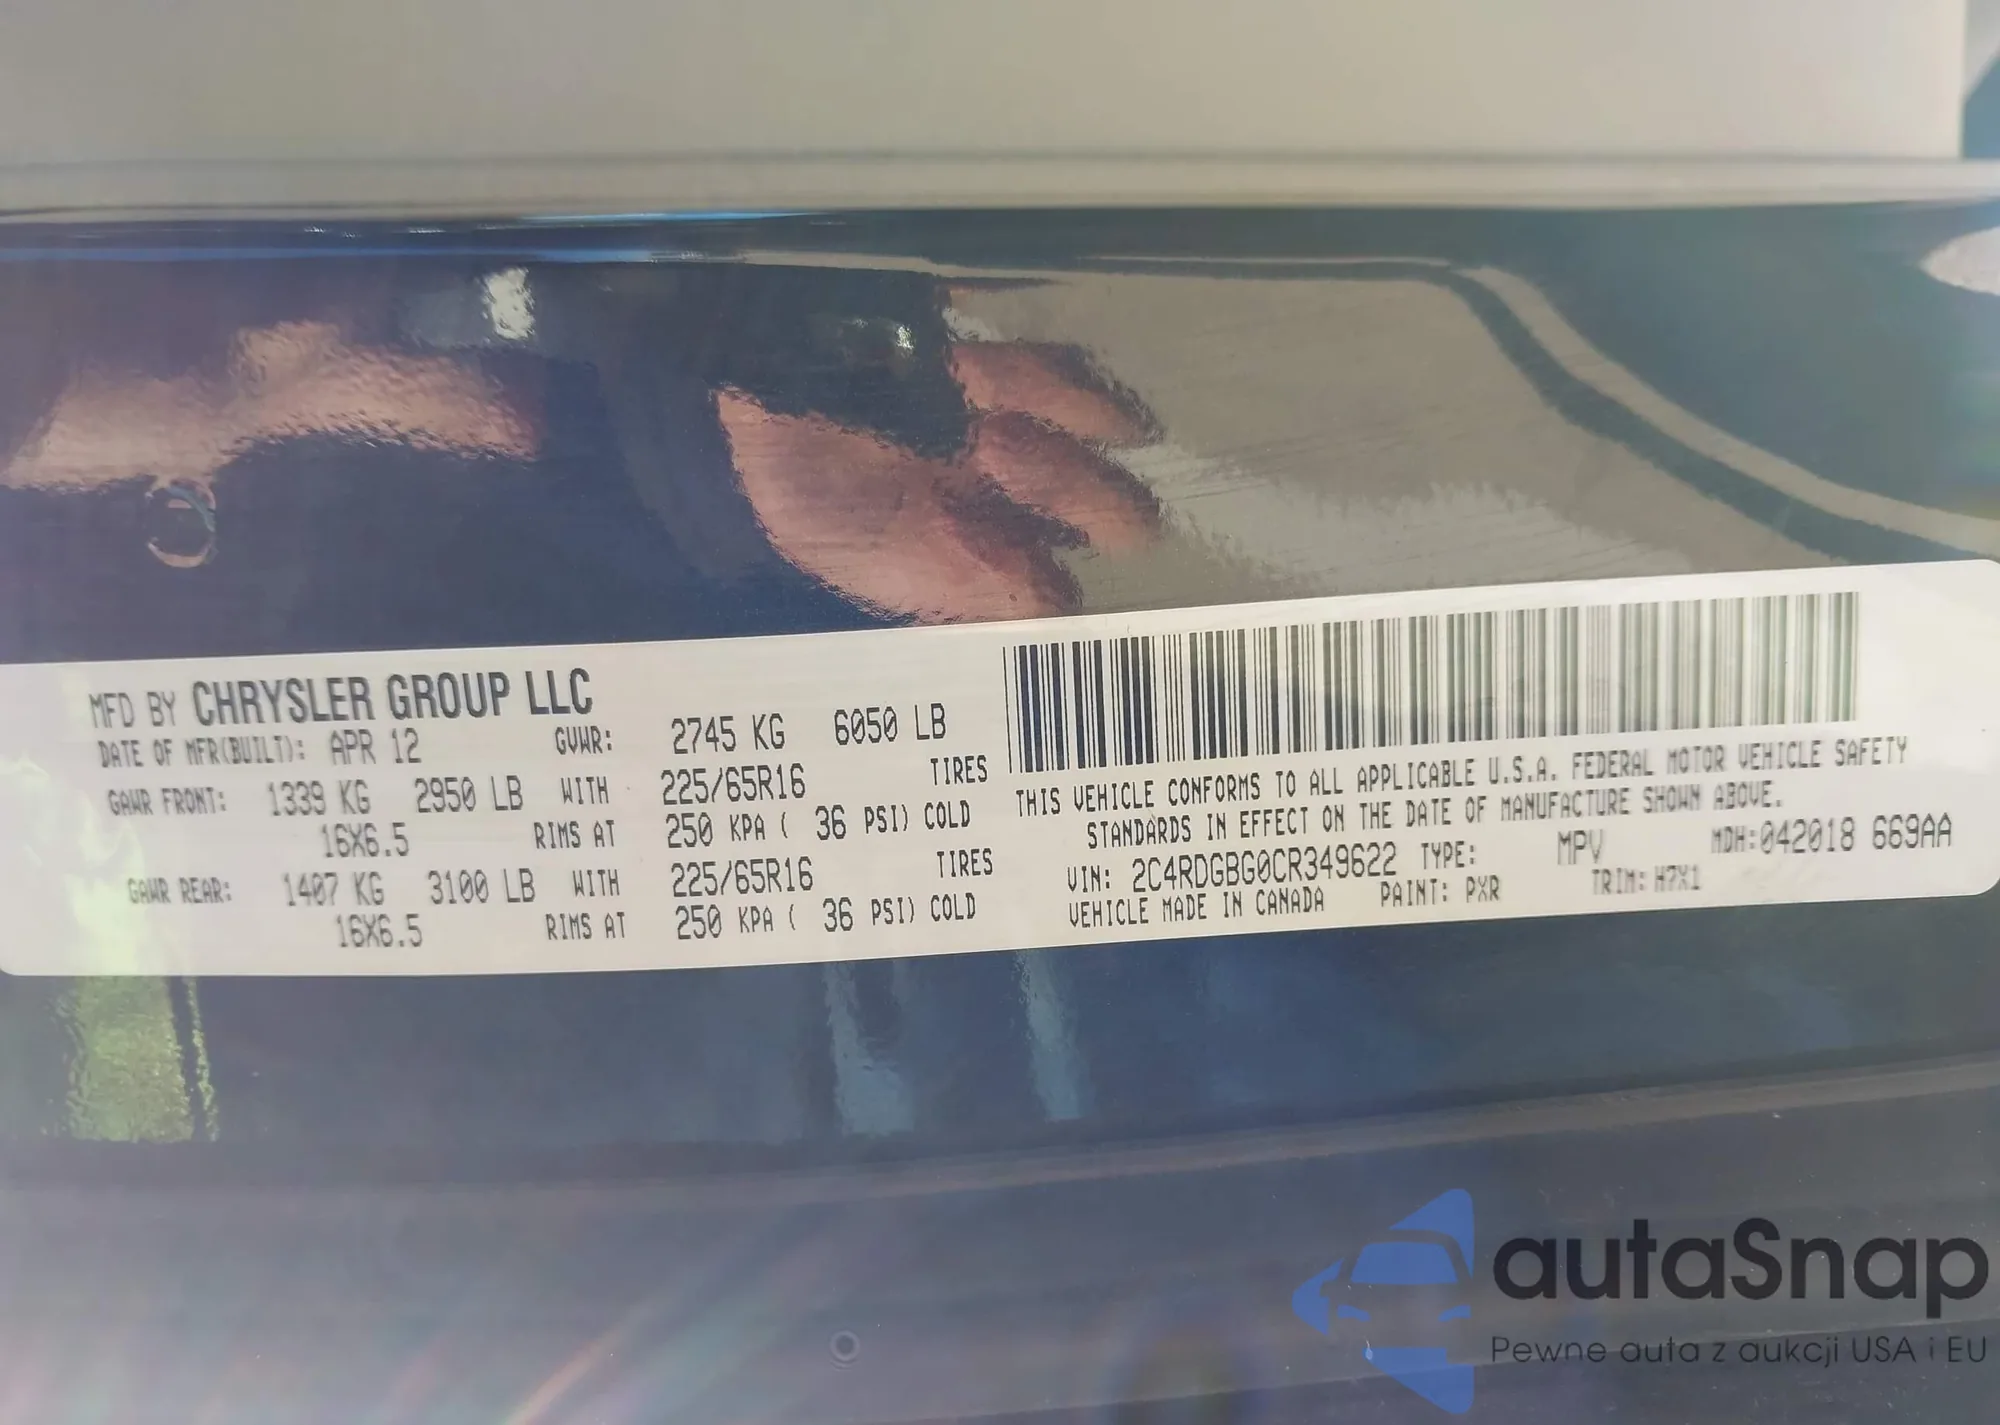 MFD BY CHRYSLER GROUP LLC
DATE OF MFR(BUILT): APR 12 GVWR: 2745 KG 6050 LB
GAWR FRONT: 1339 KG 2950 LB WITH 225/65R16 TIRES
16X6.5 RIMS AT 250 KPA ( 36 PSI) COLD
GAWR REAR: 1407 KG 3100 LB WITH 225/65R16 TIRES
16X6.5 RIMS AT 250 KPA ( 36 PSI) COLD
THIS VEHICLE CONFORMS TO ALL APPLICABLE U.S.A. FEDERAL MOTOR VEHICLE SAFETY
STANDARDS IN EFFECT ON THE DATE OF MANUFACTURE SHOWN ABOVE.
VIN: 2C4RDGBG0CR349622 TYPE: MPV MDH:042018 669AA
VEHICLE MADE IN CANADA PAINT: PXR TRIM: H7X1
autaSnap
Pewne auta z aukcji USA i EU